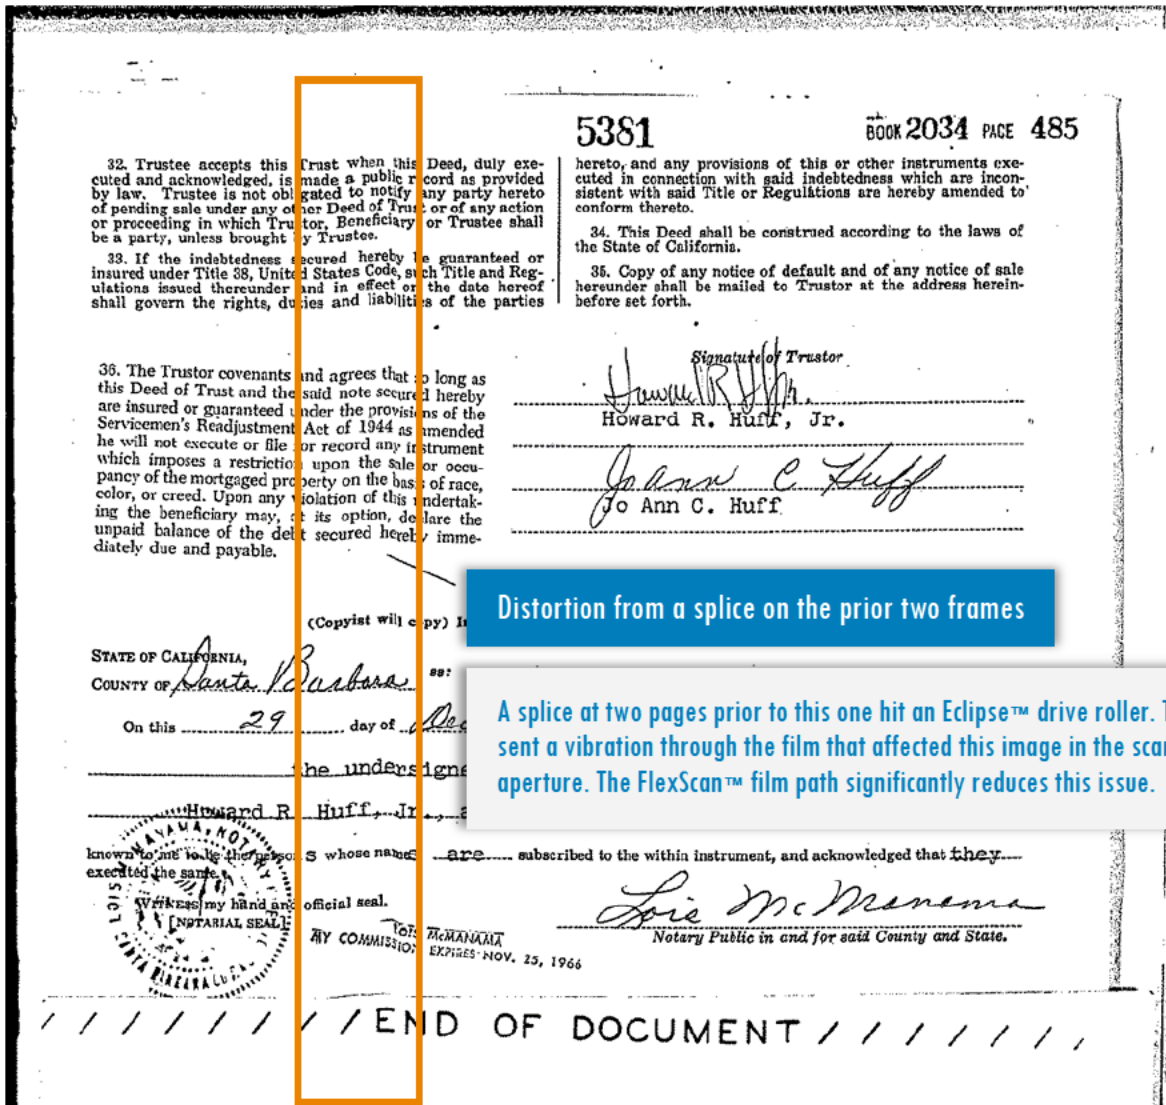 5381
BOOK 2034 PAGE 485
32. Trustee accepts this Trust when this Deed, duly exe-
cuted and acknowledged, is made a public record as provided
by law. Trustee is not obligated to notify any party hereto
of pending sale under any other Deed of Trust or of any action
or proceeding in which Trustor, Beneficiary or Trustee shall
be a party, unless brought by Trustee.
33. If the indebtedness secured hereby be guaranteed or
insured under Title 38, United States Code, such Title and Reg-
ulations issued thereunder and in effect on the date hereof
shall govern the rights, duties and liabilities of the parties
hereto, and any provisions of this or other instruments exe-
cuted in connection with said indebtedness which are incon-
sistent with said Title or Regulations are hereby amended to
conform thereto.
34. This Deed shall be construed according to the laws of
the State of California.
35. Copy of any notice of default and of any notice of sale
hereunder shall be mailed to Trustor at the address herein-
before set forth.
36. The Trustor covenants and agrees that so long as
this Deed of Trust and the said note secured hereby
are insured or guaranteed under the provisions of the
Servicemen's Readjustment Act of 1944 as amended
he will not execute or file for record any instrument
which imposes a restriction upon the sale or occu-
pancy of the mortgaged property on the basis of race,
color, or creed. Upon any violation of this undertak-
ing the beneficiary may, at its option, declare the
unpaid balance of the debt secured hereby imme-
diately due and payable.
Signature of Trustor
Howard R. Huff, Jr.
Howard R. Huff, Jr.
Jo Ann C Huff
Jo Ann C. Huff
Distortion from a splice on the prior two frames
A splice at two pages prior to this one hit an Eclipse™ drive roller. T
sent a vibration through the film that affected this image in the scan
aperture. The FlexScan™ film path significantly reduces this issue.
(Copyist will copy)
STATE OF CALIFORNIA,
COUNTY OF Santa Barbara ss:
On this 29 day of Dec
the undersigne
Howard R. Huff, Jr., a
known to me to be the persons whose names are subscribed to the within instrument, and acknowledged that they
executed the same.
Witness my hand and official seal.
[NOTARIAL SEAL]
LOIS McMANAMA
MY COMMISSION EXPIRES NOV. 25, 1966
Lois McManama
Notary Public in and for said County and State.
/ / / / / / / / / END OF DOCUMENT / / / / / / / /